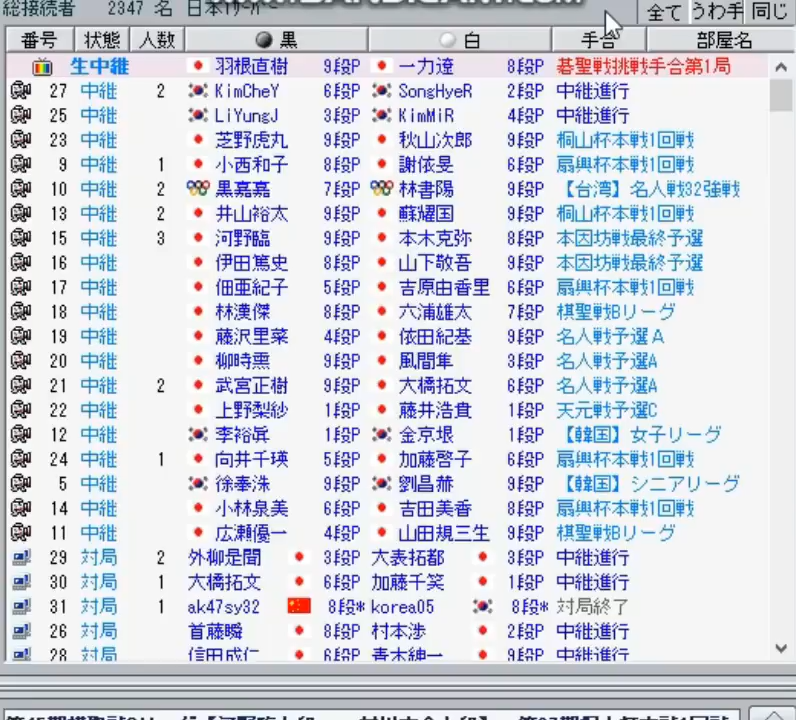 総接続者 2347 名 日本1サーバー 全て うわ手 同じ
番号 状態 人数 黒 白 手合 部屋名
生中継 羽根直樹 9段P 一力遼 8段P 碁聖戦挑戦手合第1局
27 中継 2 KimCheY 6段P SongHyeR 2段P 中継進行
25 中継 LiYungJ 3段P KimMiR 4段P 中継進行
23 中継 芝野虎丸 9段P 秋山次郎 9段P 桐山杯本戦1回戦
9 中継 1 小西和子 8段P 謝依旻 6段P 扇興杯本戦1回戦
10 中継 2 黒嘉嘉 7段P 林書陽 9段P 【台湾】名人戦32強戦
13 中継 2 井山裕太 9段P 蘇耀国 9段P 桐山杯本戦1回戦
15 中継 3 河野臨 9段P 本木克弥 8段P 本因坊戦最終予選
16 中継 伊田篤史 8段P 山下敬吾 9段P 本因坊戦最終予選
17 中継 佃亜紀子 5段P 吉原由香里 6段P 扇興杯本戦1回戦
18 中継 林漢傑 8段P 六浦雄太 7段P 棋聖戦Bリーグ
19 中継 藤沢里菜 4段P 依田紀基 9段P 名人戦予選A
20 中継 柳時熏 9段P 風間隼 3段P 名人戦予選A
21 中継 2 武宮正樹 9段P 大橋拓文 6段P 名人戦予選A
22 中継 上野梨紗 1段P 藤井浩貴 1段P 天元戦予選C
12 中継 李裕眞 1段P 金京垠 1段P 【韓国】女子リーグ
24 中継 1 向井千瑛 5段P 加藤啓子 6段P 扇興杯本戦1回戦
5 中継 徐奉洙 9段P 劉昌赫 9段P 【韓国】シニアリーグ
14 中継 小林泉美 6段P 吉田美香 8段P 扇興杯本戦1回戦
11 中継 広瀬優一 4段P 山田規三生 9段P 棋聖戦Bリーグ
29 対局 2 外柳是聞 3段P 大表拓都 3段P 中継進行
30 対局 1 大橋拓文 6段P 加藤千笑 1段P 中継進行
31 対局 1 ak47sy32 8段* korea05 8段* 対局終了
26 対局 首藤瞬 8段P 村本渉 2段P 中継進行
28 対局 信田成仁 6段P 青木紳一 9段P 中継進行